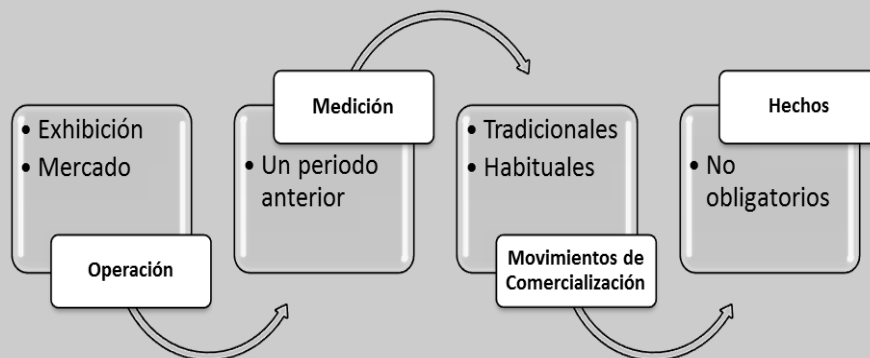 • Exhibición
• Mercado
Operación
Medición
• Un periodo
anterior
• Tradicionales
• Habituales
Movimientos de
Comercialización
Hechos
• No
obligatorios